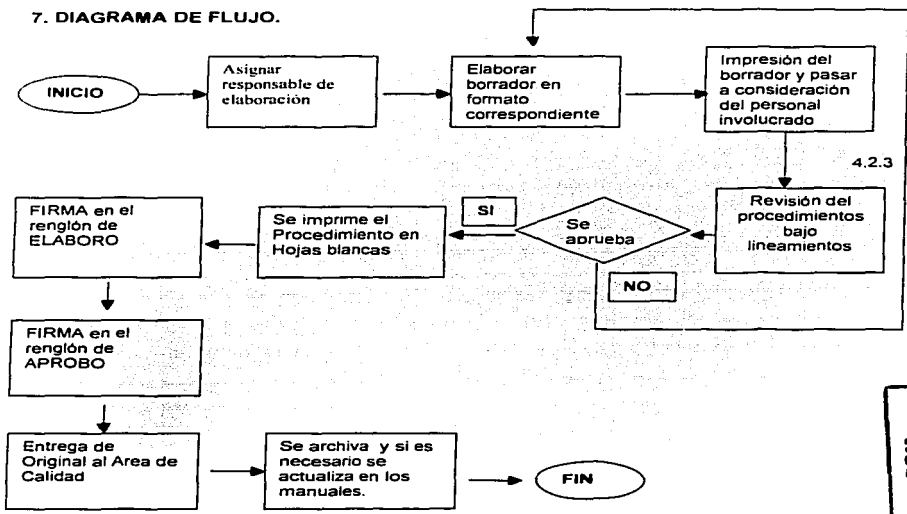 7. DIAGRAMA DE FLUJO.
INICIO
Asignar
responsable de
elaboración
Elaborar
borrador en
formato
correspondiente
Impresión del
borrador y pasar
a consideración
del personal
involucrado
4.2.3
Revisión del
procedimientos
bajo
lineamientos
Se
aprueba
SI
NO
Se imprime el
Procedimiento en
Hojas blancas
FIRMA en el
renglón de
ELABORO
FIRMA en el
renglón de
APROBO
Entrega de
Original al Area de
Calidad
Se archiva y si es
necesario se
actualiza en los
manuales.
FIN